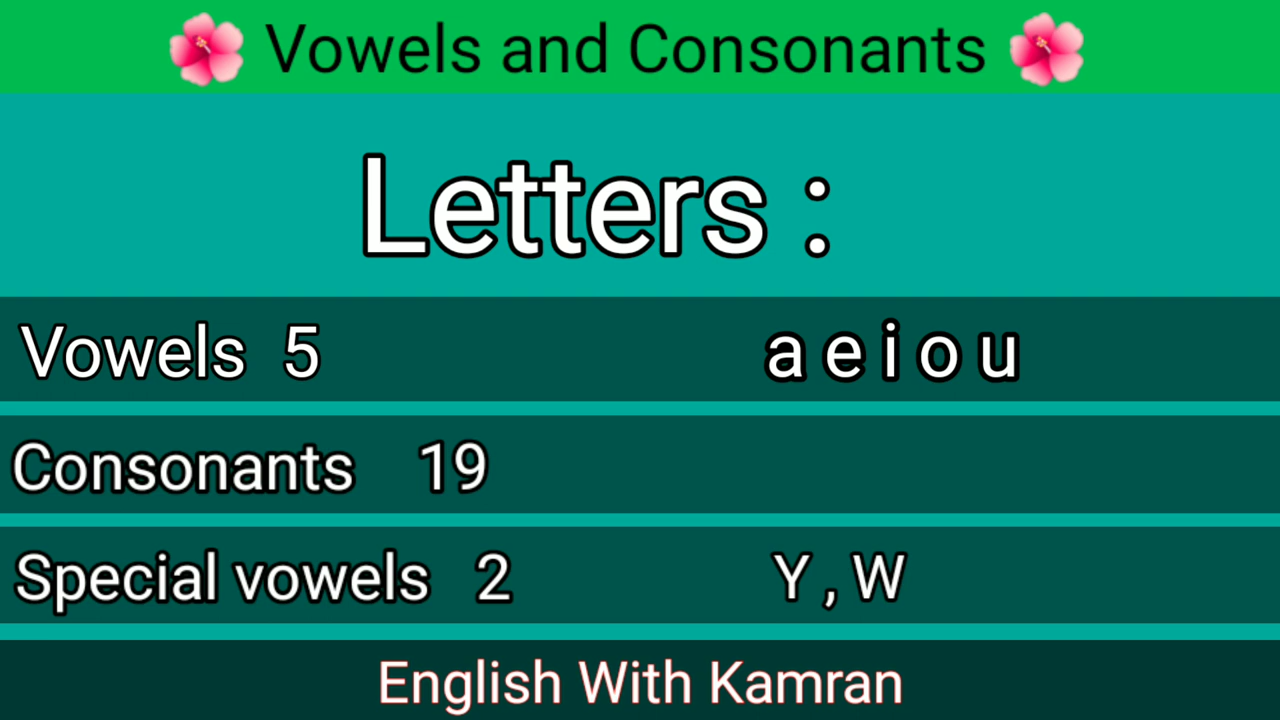 🌺 Vowels and Consonants 🌺
Letters :
Vowels 5 a e i o u
Consonants 19
Special vowels 2 Y , W
English With Kamran